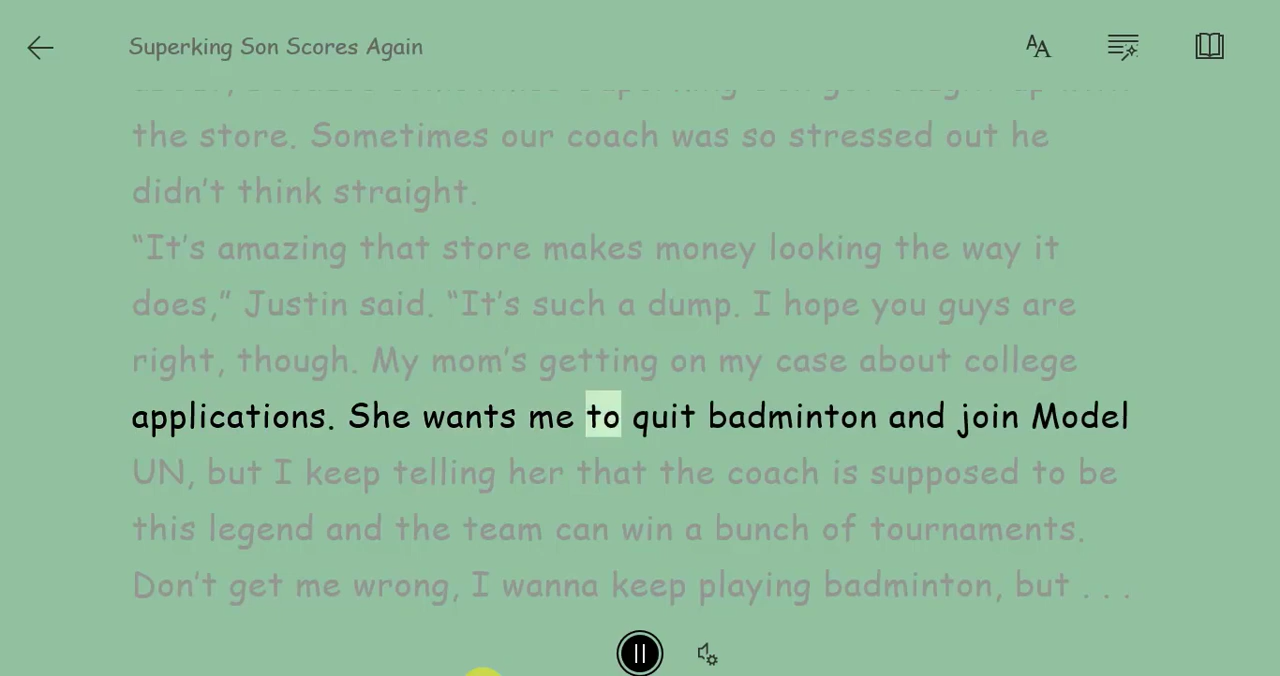 Superking Son Scores Again
the store. Sometimes our coach was so stressed out he
didn’t think straight.
“It’s amazing that store makes money looking the way it
does,” Justin said. “It’s such a dump. I hope you guys are
right, though. My mom’s getting on my case about college
applications. She wants me to quit badminton and join Model
UN, but I keep telling her that the coach is supposed to be
this legend and the team can win a bunch of tournaments.
Don’t get me wrong, I wanna keep playing badminton, but . . .